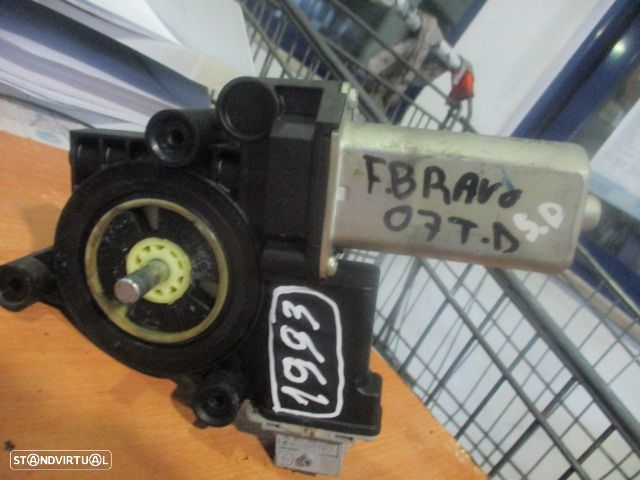 F.BRAVO
07 T.D
S.D
1993
STANDVIRTUAL